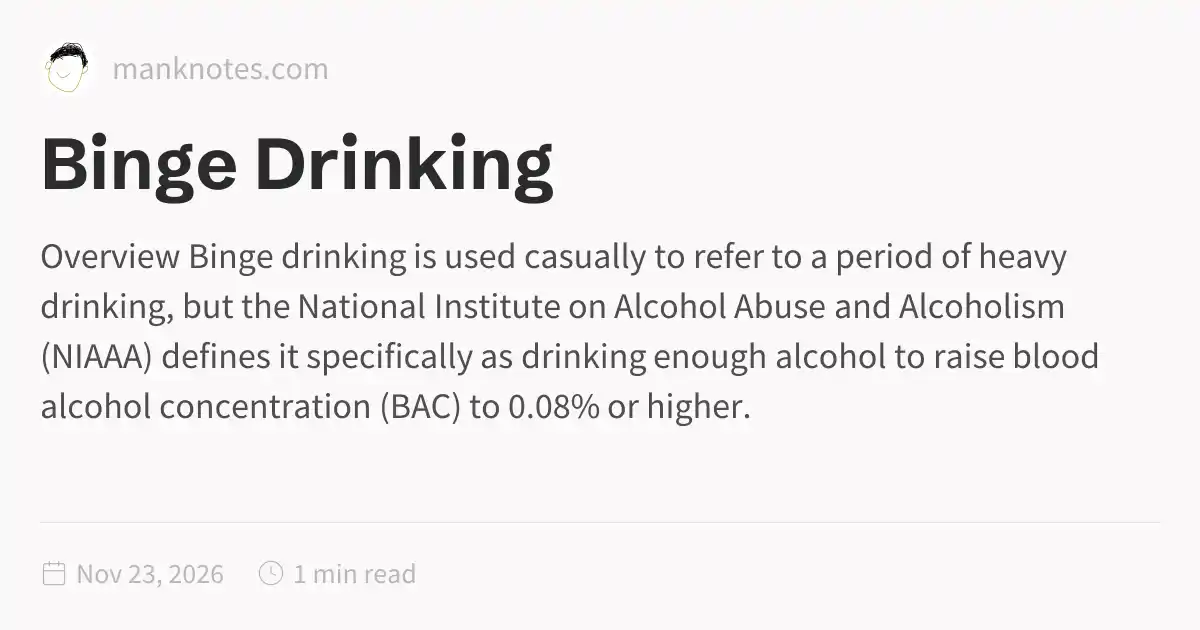 manknotes.com
Binge Drinking
Overview Binge drinking is used casually to refer to a period of heavy
drinking, but the National Institute on Alcohol Abuse and Alcoholism
(NIAAA) defines it specifically as drinking enough alcohol to raise blood
alcohol concentration (BAC) to 0.08% or higher.
Nov 23, 2026 1 min read